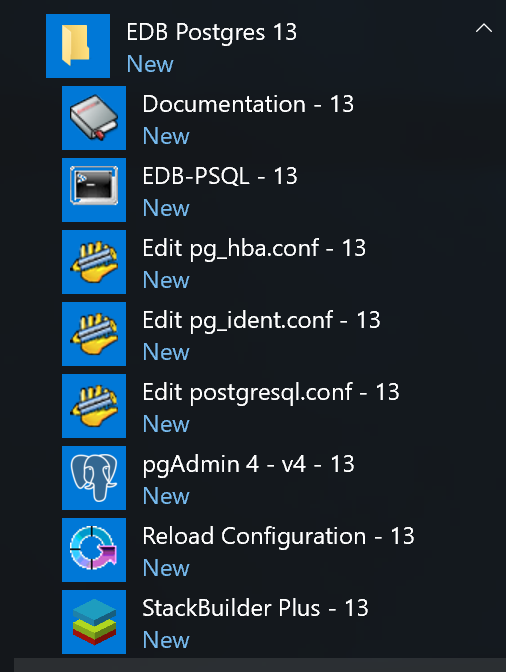 EDB Postgres 13
New
Documentation - 13
New
EDB-PSQL - 13
New
Edit pg_hba.conf - 13
New
Edit pg_ident.conf - 13
New
Edit postgresql.conf - 13
New
pgAdmin 4 - v4 - 13
New
Reload Configuration - 13
New
StackBuilder Plus - 13
New